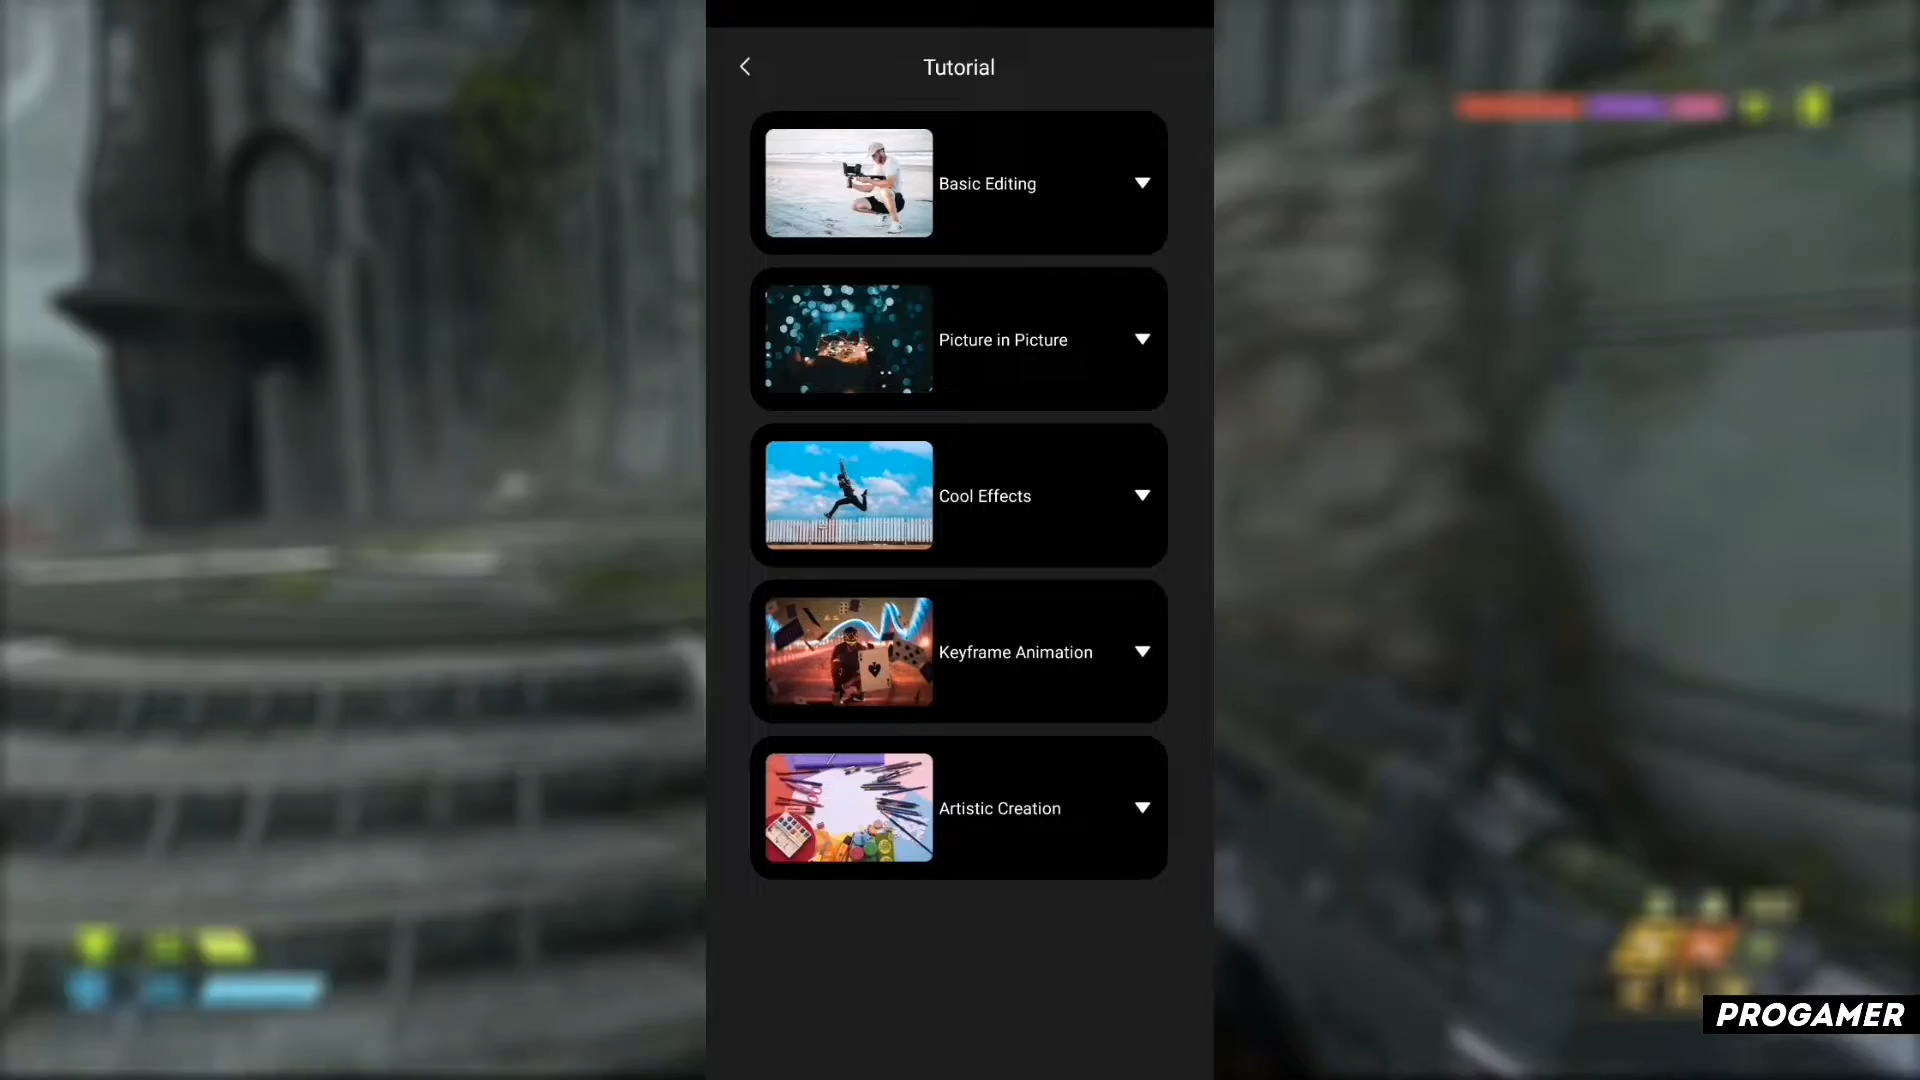 Tutorial
Basic Editing
Picture in Picture
Cool Effects
Keyframe Animation
Artistic Creation
PROGAMER